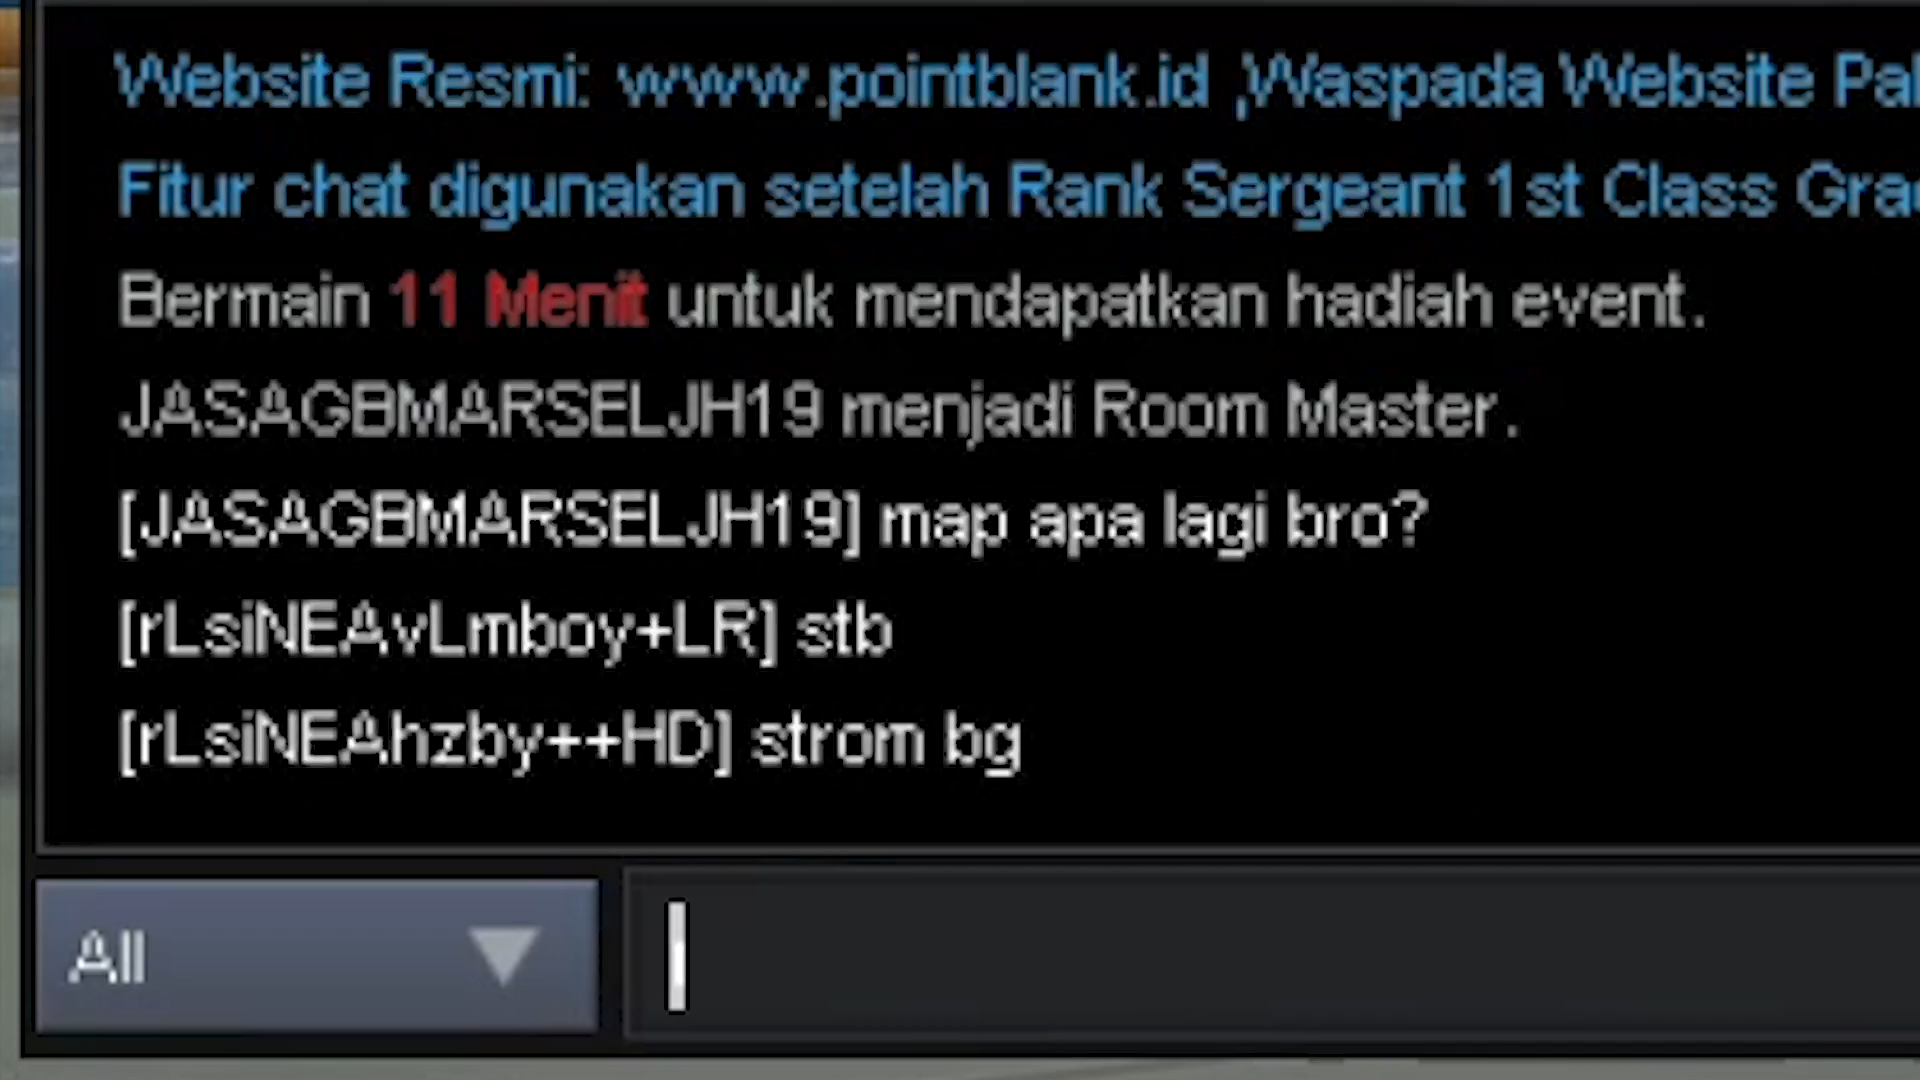 Website Resmi: www.pointblank.id ,Waspada Website
Fitur chat digunakan setelah Rank Sergeant 1st Class
Bermain 11 Menit untuk mendapatkan hadiah event.
JASAGBMARSELJH19 menjadi Room Master.
[JASAGBMARSELJH19] map apa lagi bro?
[rLsiNEAvLmboy+LR] stb
[rLsiNEAhzby++HD] strom bg
All